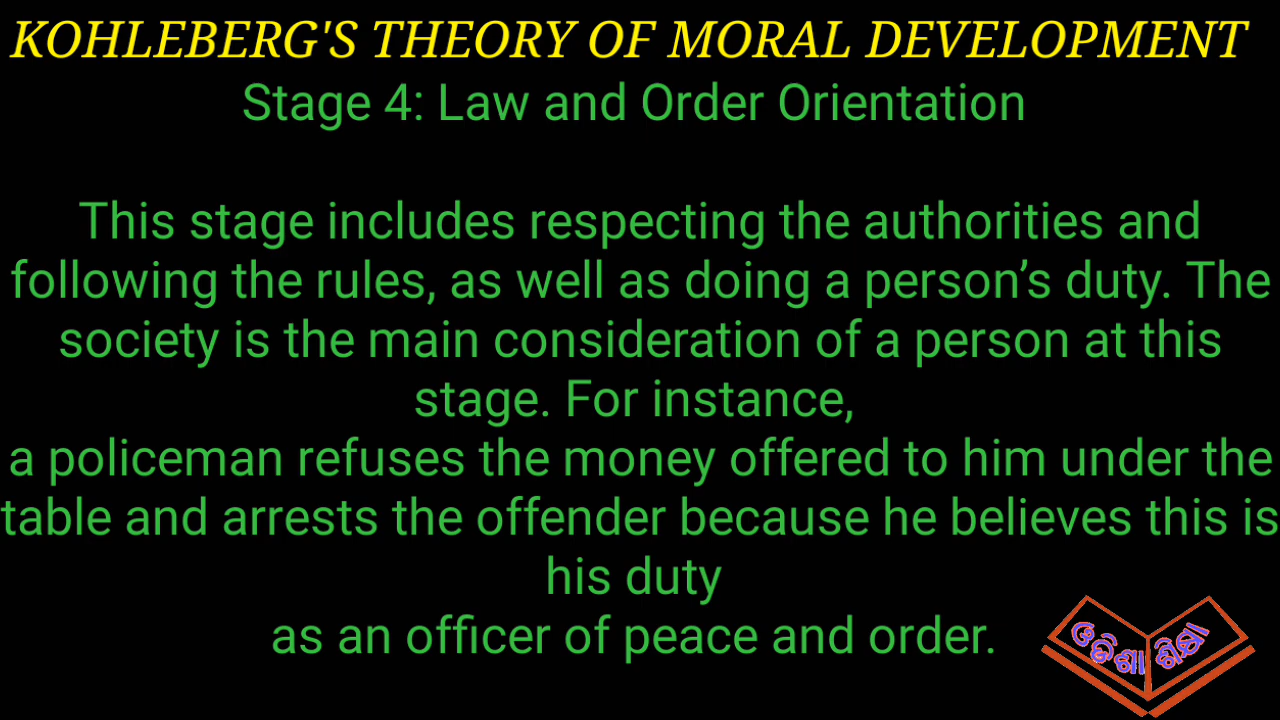 KOHLEBERG'S THEORY OF MORAL DEVELOPMENT
Stage 4: Law and Order Orientation
This stage includes respecting the authorities and
following the rules, as well as doing a person’s duty. The
society is the main consideration of a person at this
stage. For instance,
a policeman refuses the money offered to him under the
table and arrests the offender because he believes this is
his duty
as an officer of peace and order.